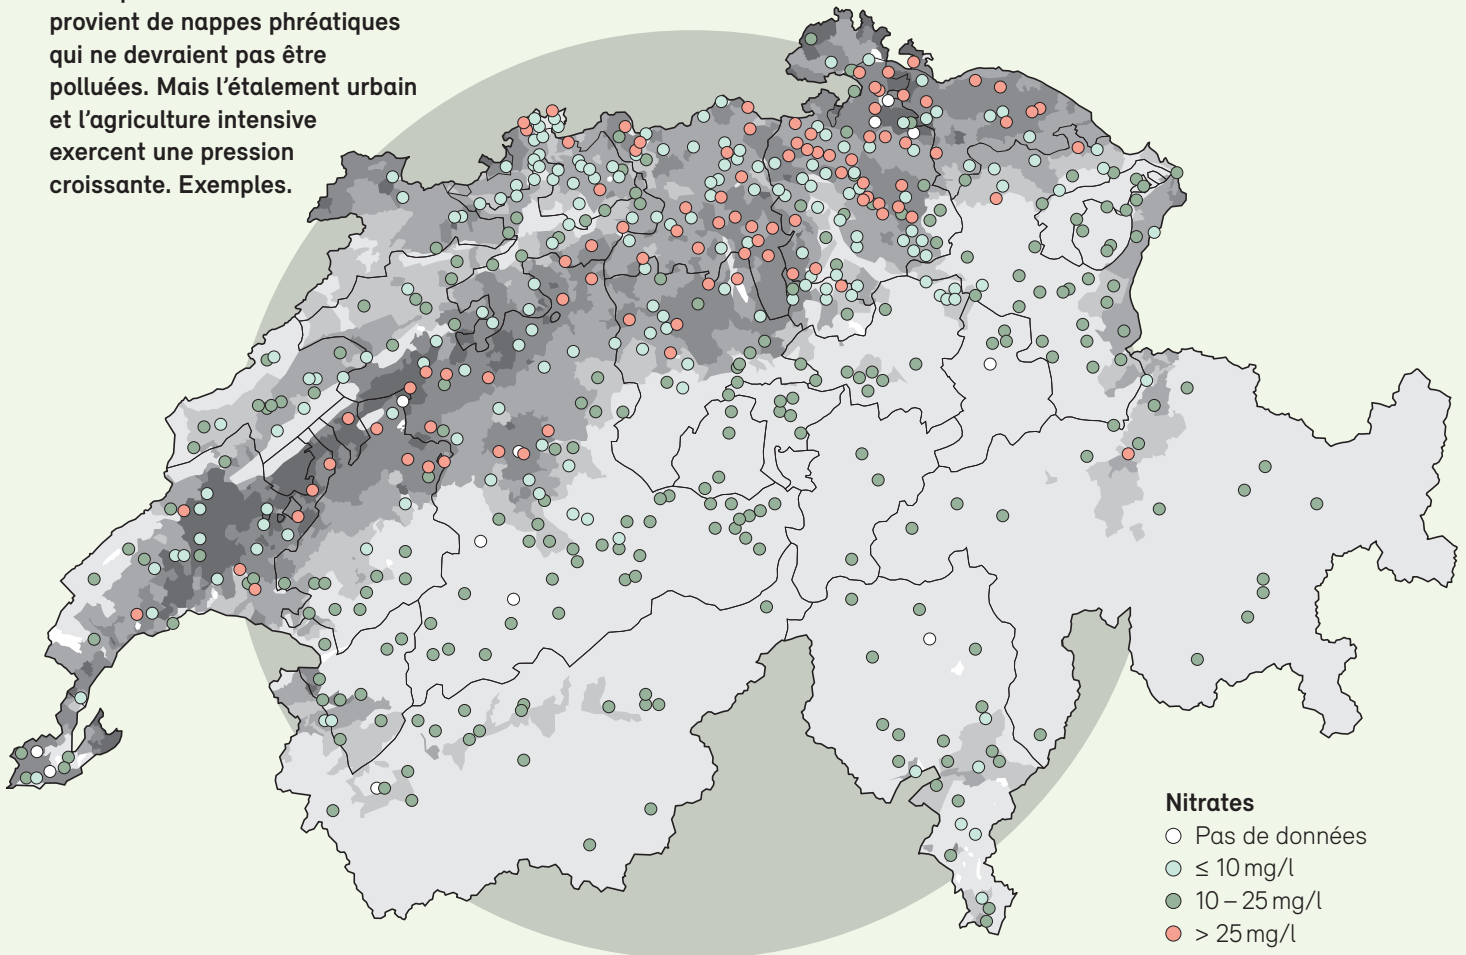 provient de nappes phréatiques
qui ne devraient pas être
polluées. Mais l’étalement urbain
et l’agriculture intensive
exercent une pression
croissante. Exemples.
Nitrates
Pas de données
≤ 10 mg/l
10 – 25 mg/l
> 25 mg/l